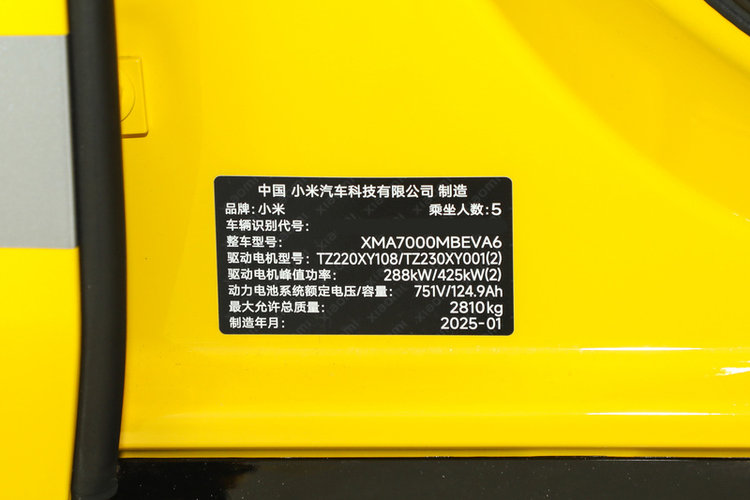 中国 小米汽车科技有限公司 制造
品牌:小米 乘坐人数:5
车辆识别代号:
整车型号: XMA7000MBEVA6
驱动电机型号: TZ220XY108/TZ230XY001(2)
驱动电机峰值功率: 288kW/425kW(2)
动力电池系统额定电压/容量: 751V/124.9Ah
最大允许总质量: 2810kg
制造年月: 2025-01